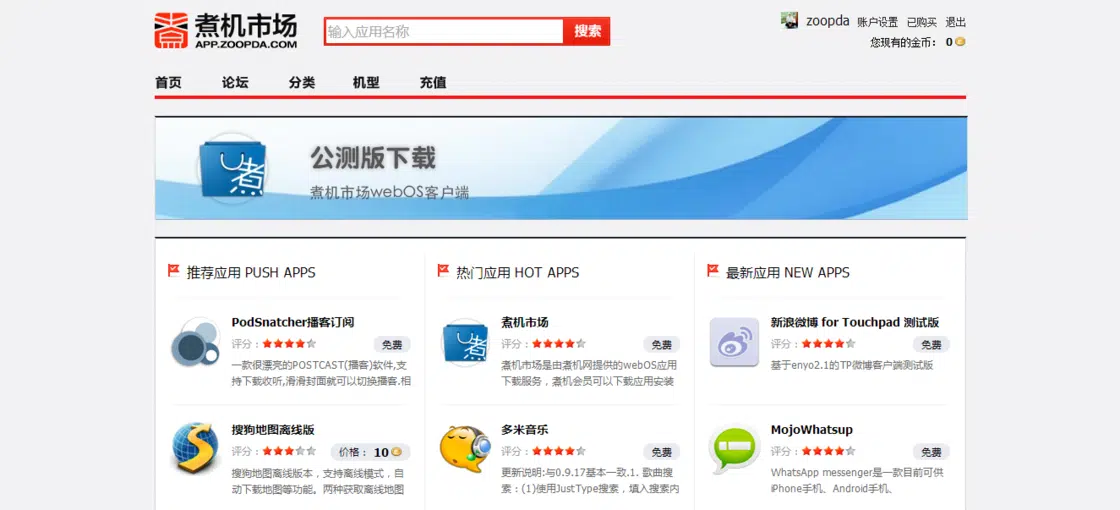 煮机市场
APP.ZOOPDA.COM
输入应用名称
搜索
zoopda 账户设置 已购买 退出
您现有的金币： 0
首页 论坛 分类 机型 充值
煮
公测版下载
煮机市场webOS客户端
推荐应用 PUSH APPS
PodSnatcher播客订阅
评分： 免费
一款很漂亮的POSTCAST(播客)软件,支
持下载收听,滑滑封面就可以切换播客.相
搜狗地图离线版
评分： 价格： 10
搜狗地图离线版本，支持离线模式，自
动下载地图等功能。两种获取离线地图
热门应用 HOT APPS
煮
煮机市场
评分： 免费
煮机市场是由煮机网提供的webOS应用
下载服务，煮机会员可以下载应用安装
多米音乐
评分： 免费
更新说明:与0.9.17基本一致.1. 歌曲搜
索：(1)使用JustType搜索，填入搜索内
最新应用 NEW APPS
新浪微博 for Touchpad 测试版
评分： 免费
基于enyo2.1的TP微博客户端测试版
MojoWhatsup
评分： 免费
WhatsApp messenger是一款目前可供
iPhone手机、Android手机、